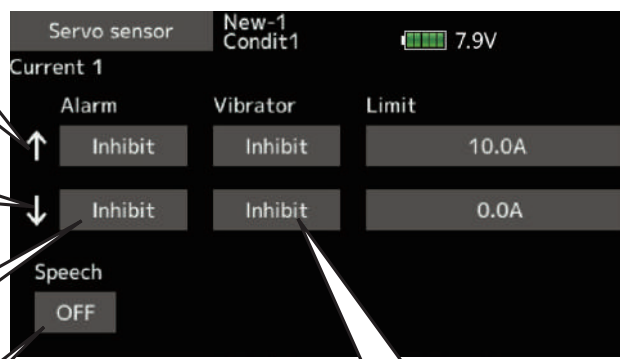 Servo sensor
New-1
Condit1
7.9V
Current 1
Alarm Vibrator Limit
↑ Inhibit Inhibit 10.0A
↓ Inhibit Inhibit 0.0A
Speech
OFF